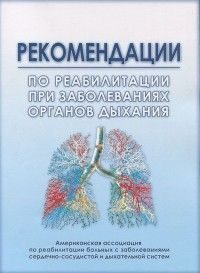 РЕКОМЕНДАЦИИ
ПО РЕАБИЛИТАЦИИ
ПРИ ЗАБОЛЕВАНИЯХ
ОРГАНОВ ДЫХАНИЯ
Американская ассоциация
по реабилитации больных с заболеваниями
сердечно-сосудистой и дыхательной систем